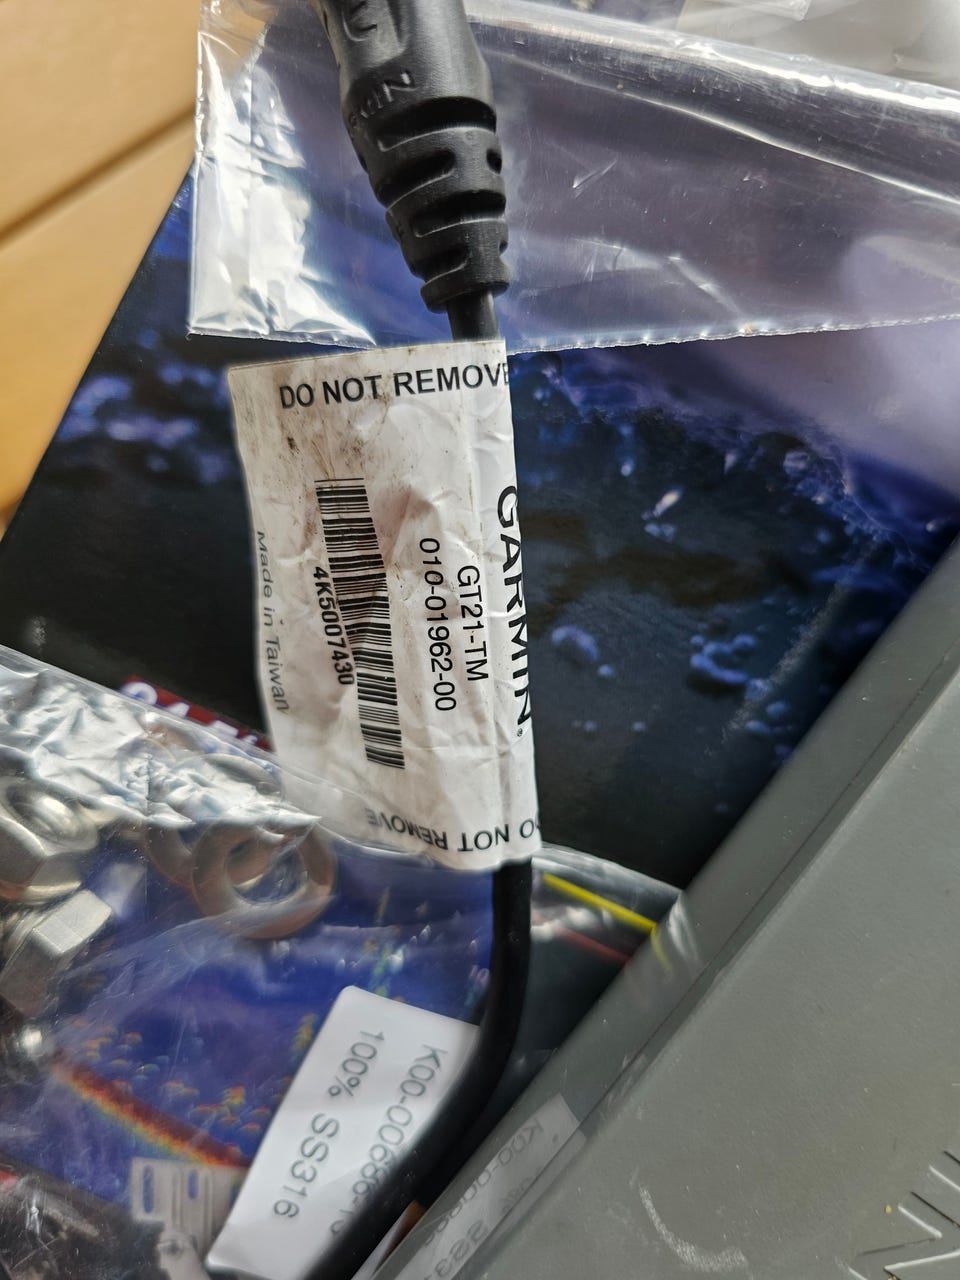 DO NOT REMOVE
GARMIN®
GT21-TM
010-01962-00
4K5007430
Made in Taiwan
DO NOT REMOVE
100% SS316